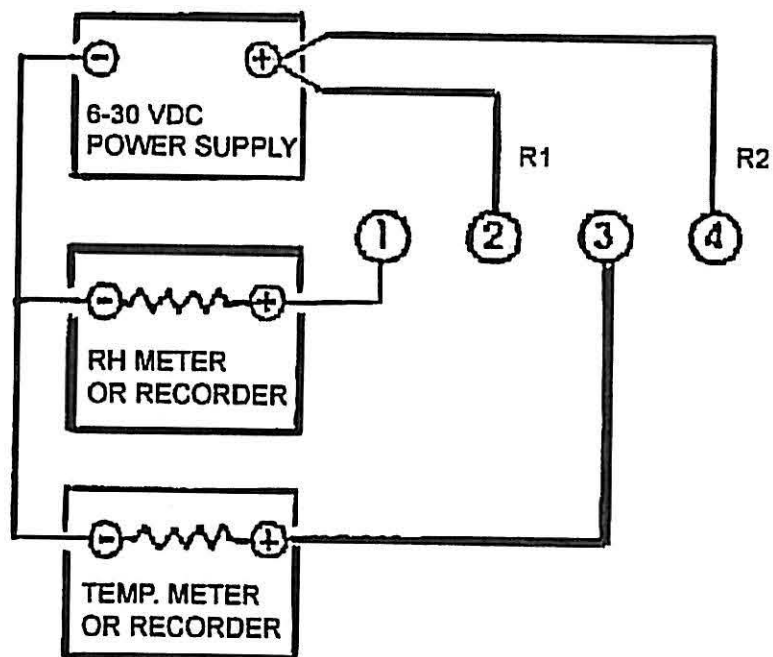 - +
6-30 VDC
POWER SUPPLY
R1 R2
1 2 3 4
- +
RH METER
OR RECORDER
- +
TEMP. METER
OR RECORDER